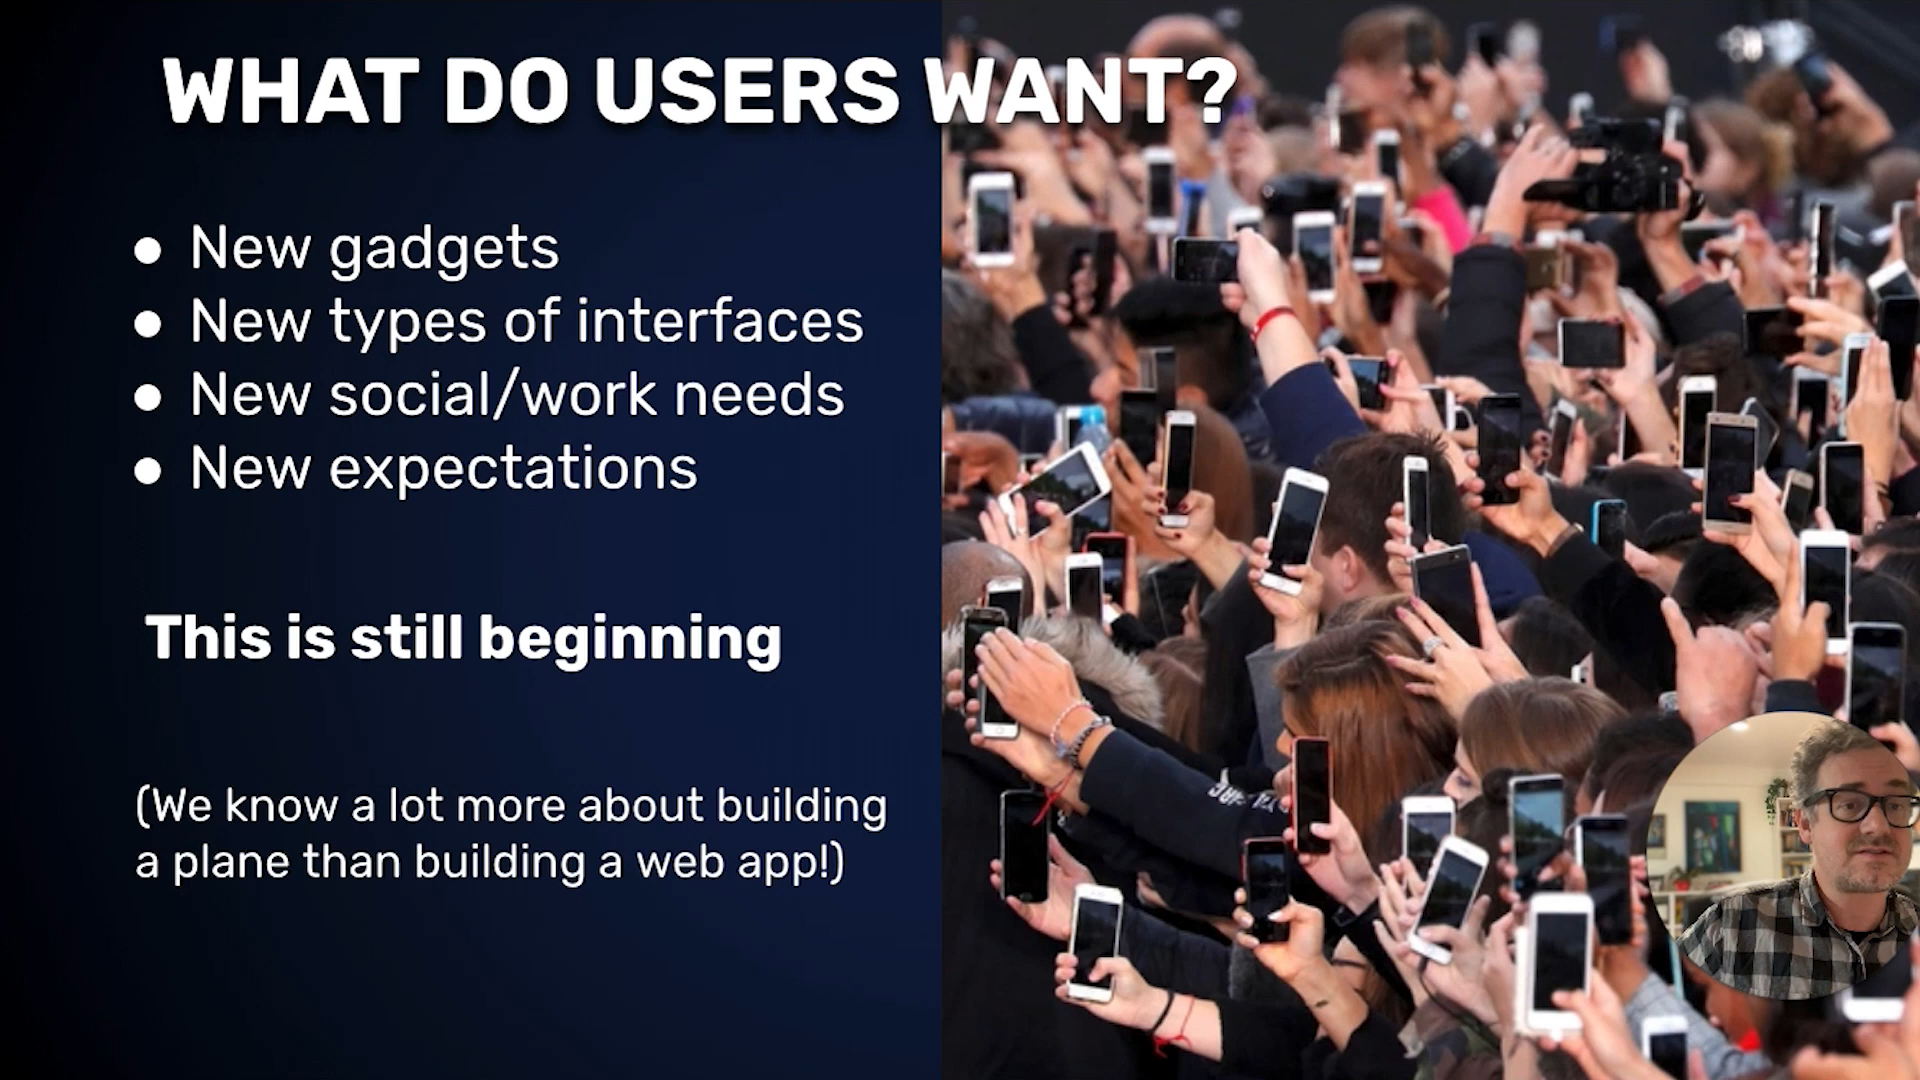 WHAT DO USERS WANT?
● New gadgets
● New types of interfaces
● New social/work needs
● New expectations
This is still beginning
(We know a lot more about building
a plane than building a web app!)